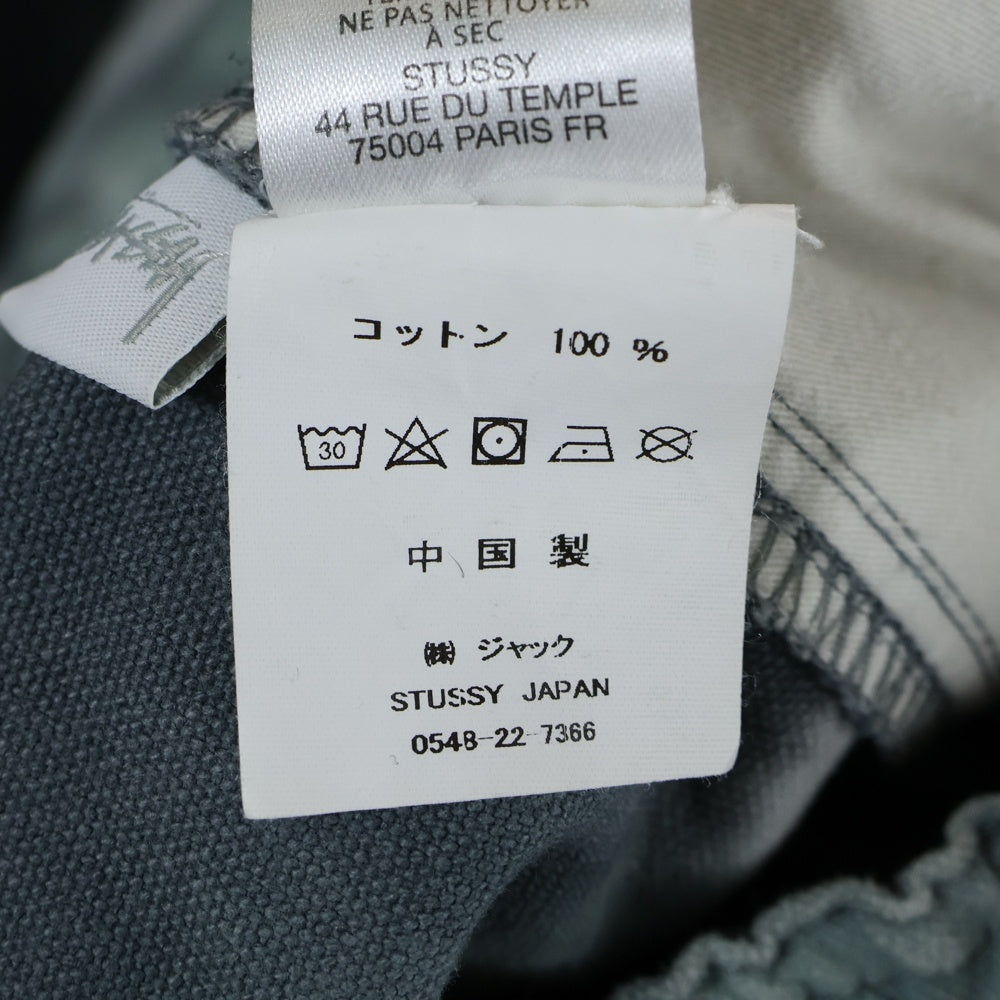 NE PAS NETTOYER
À SEC
STUSSY
44 RUE DU TEMPLE
75004 PARIS FR
コットン 100 %
30
中国製
㈱ ジャック
STUSSY JAPAN
0548-22-7366